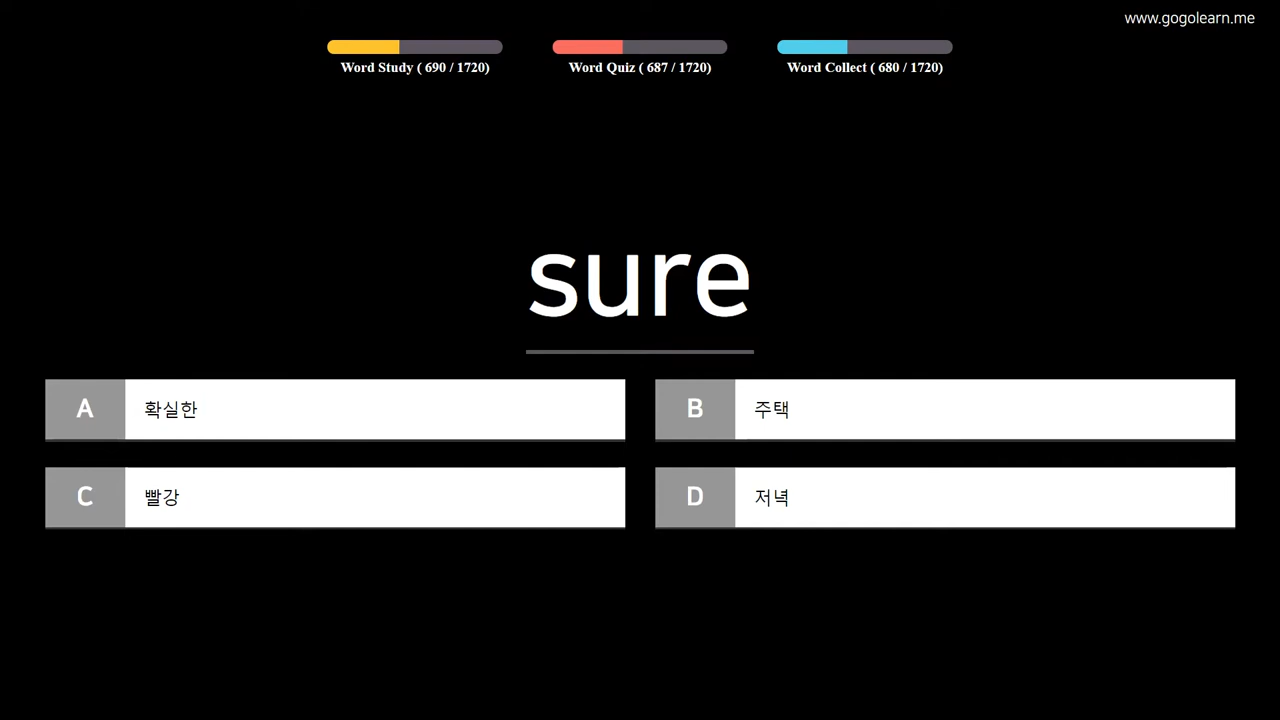 www.gogolearn.me
Word Study ( 690 / 1720)
Word Quiz ( 687 / 1720)
Word Collect ( 680 / 1720)
sure
A 확실한
B 주택
C 빨강
D 저녁